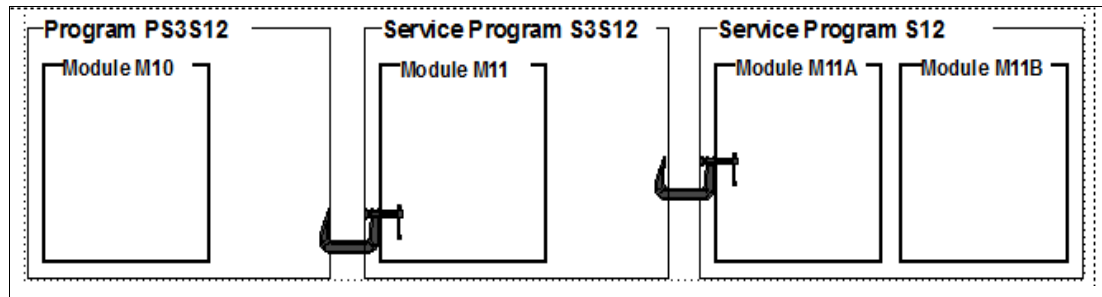 Program PS3S12
Service Program S3S12
Service Program S12
Module M10
Module M11
Module M11A
Module M11B